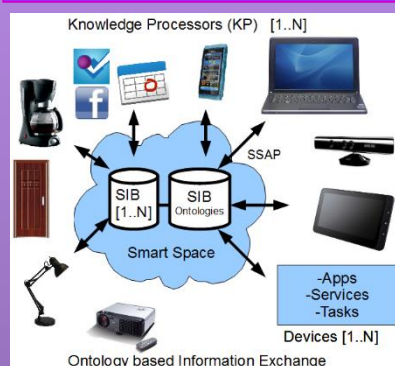 Knowledge Processors (KP) [1..N]
f
SSAP
SIB
[1..N]
SIB
Ontologies
Smart Space
-Apps
-Services
-Tasks
Devices [1..N]
Ontology based Information Exchange